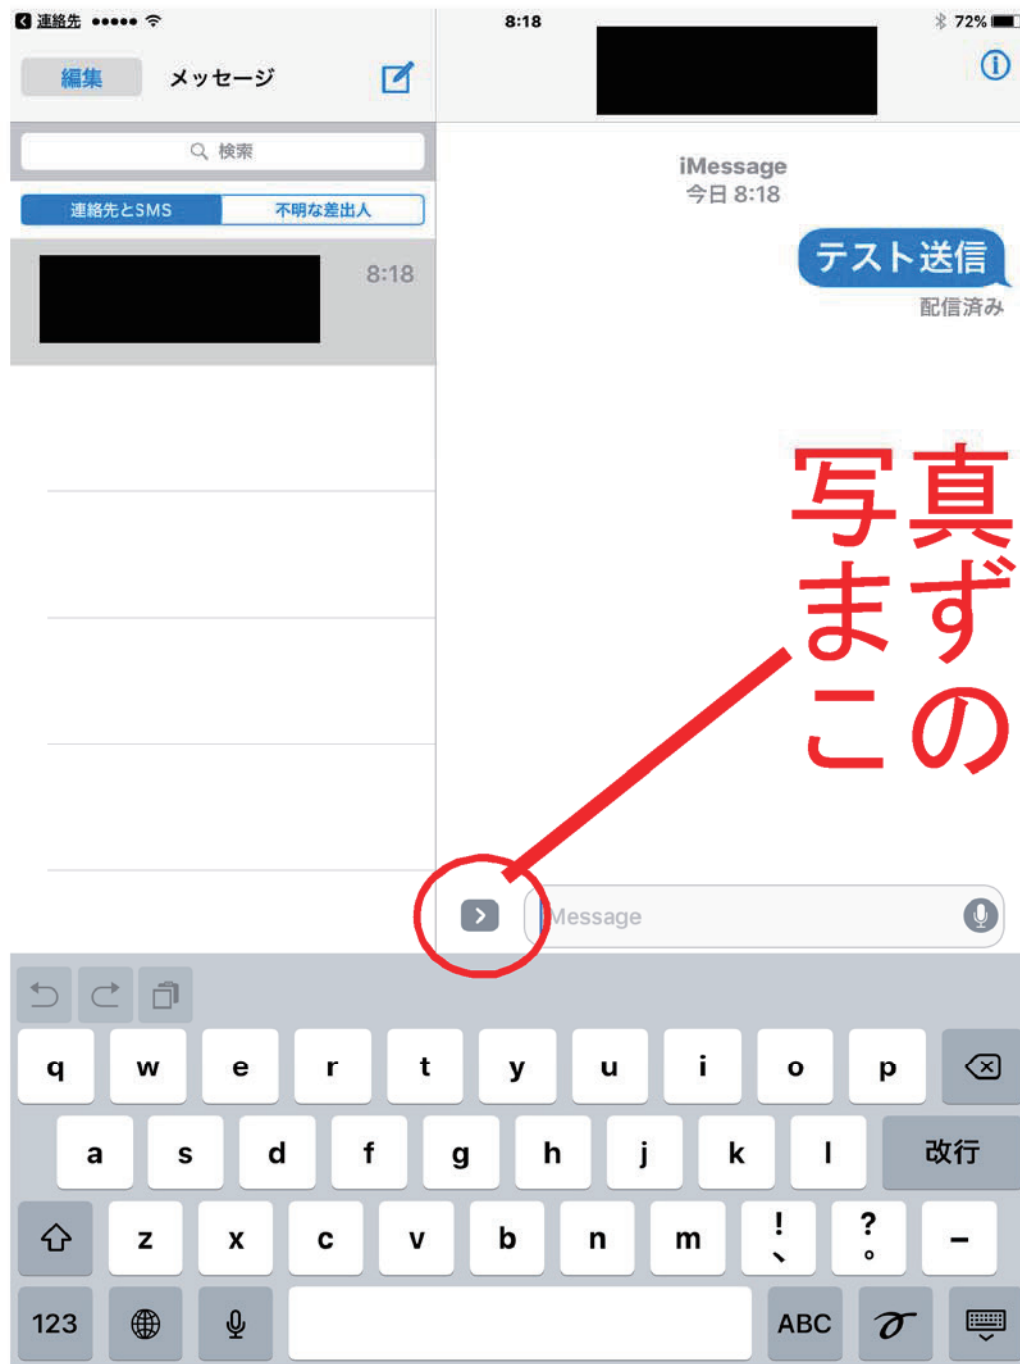 連絡先
8:18
72%
編集
メッセージ
検索
連絡先とSMS
不明な差出人
8:18
iMessage
今日 8:18
テスト送信
配信済み
写真
まず
この
Message
q w e r t y u i o p
a s d f g h j k l 改行
z x c v b n m ! 、 ? 。 –
123 ABC